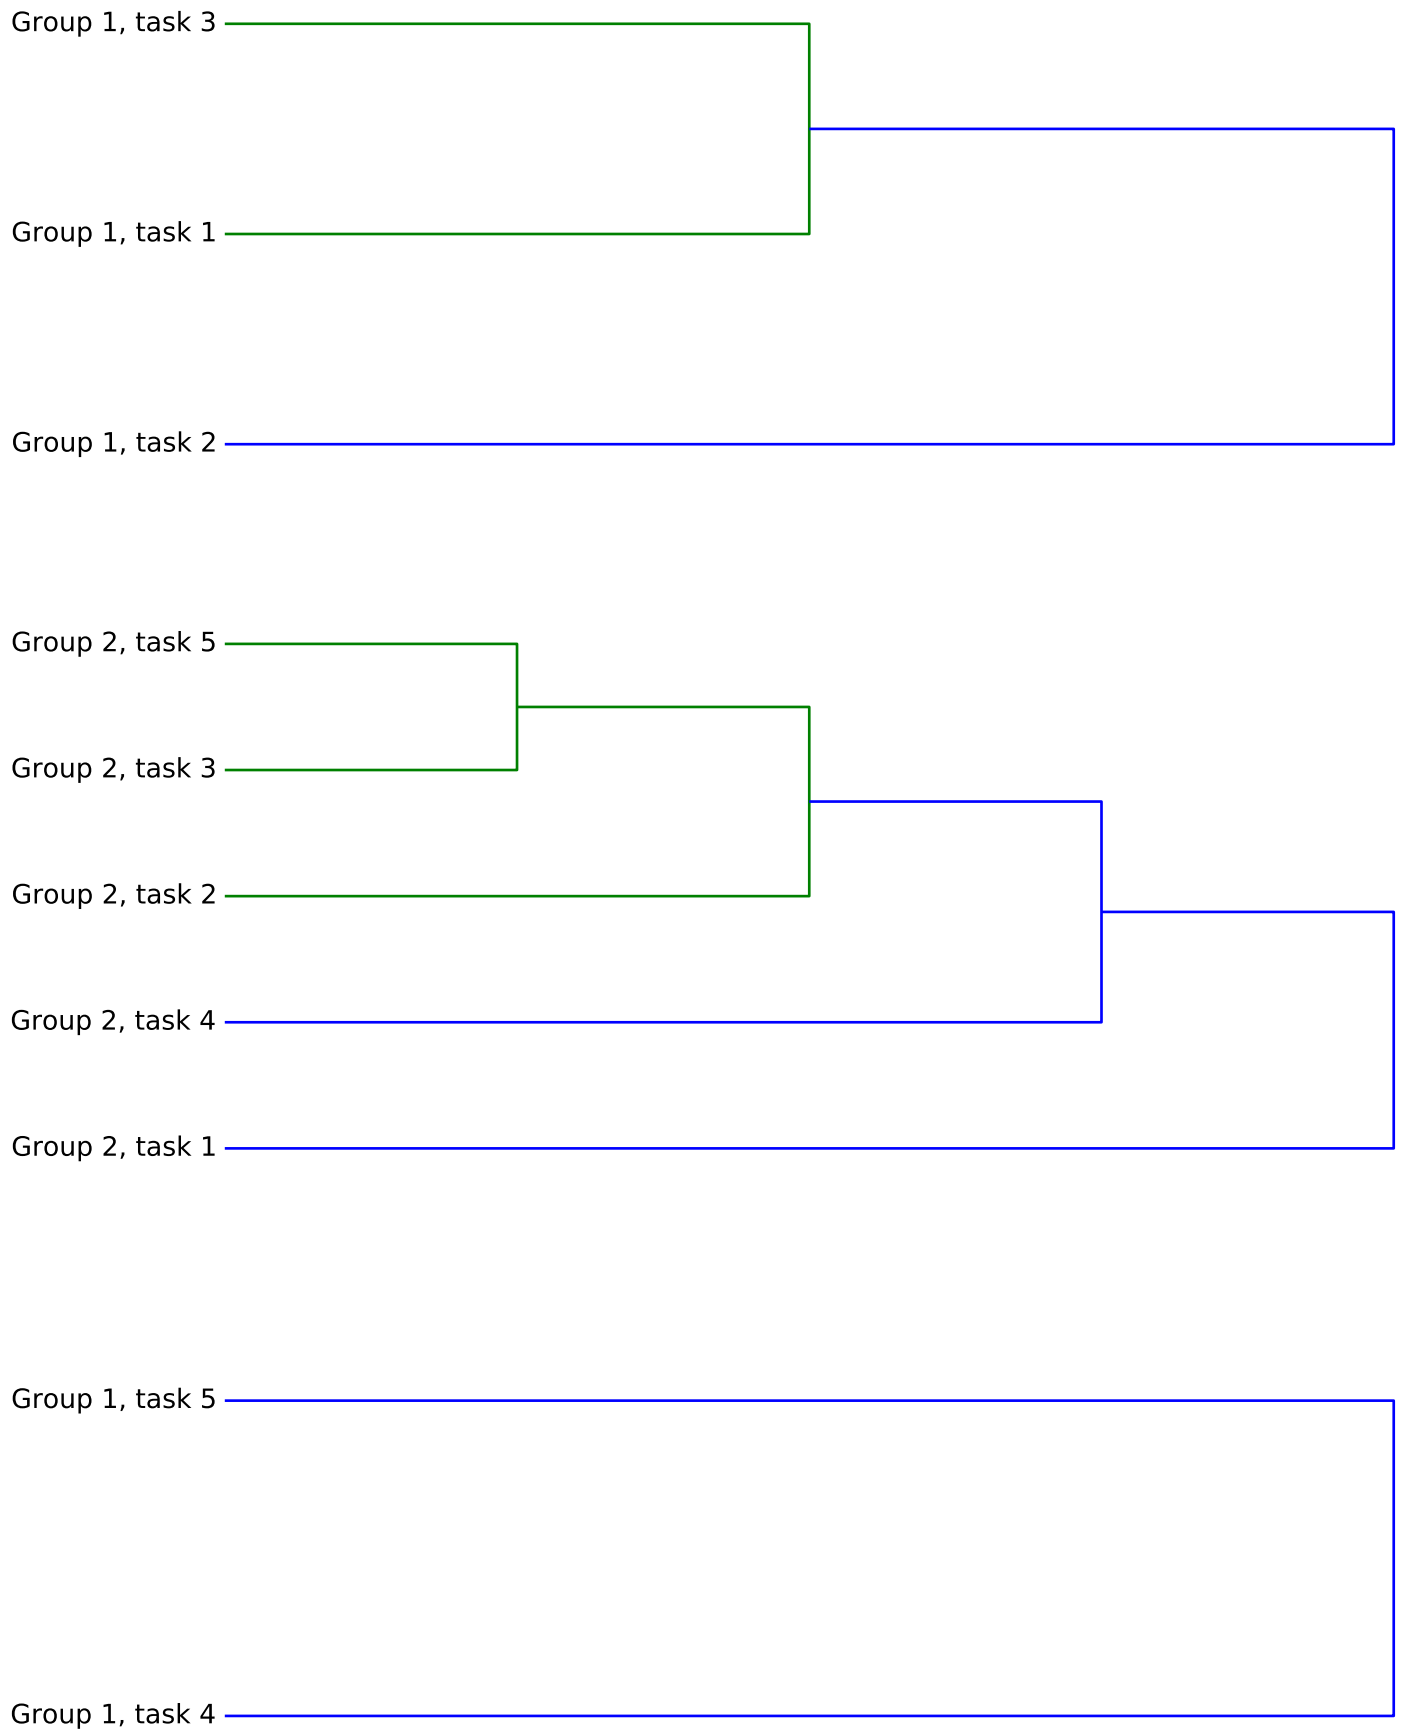 Group 1, task 3
Group 1, task 1
Group 1, task 2
Group 2, task 5
Group 2, task 3
Group 2, task 2
Group 2, task 4
Group 2, task 1
Group 1, task 5
Group 1, task 4